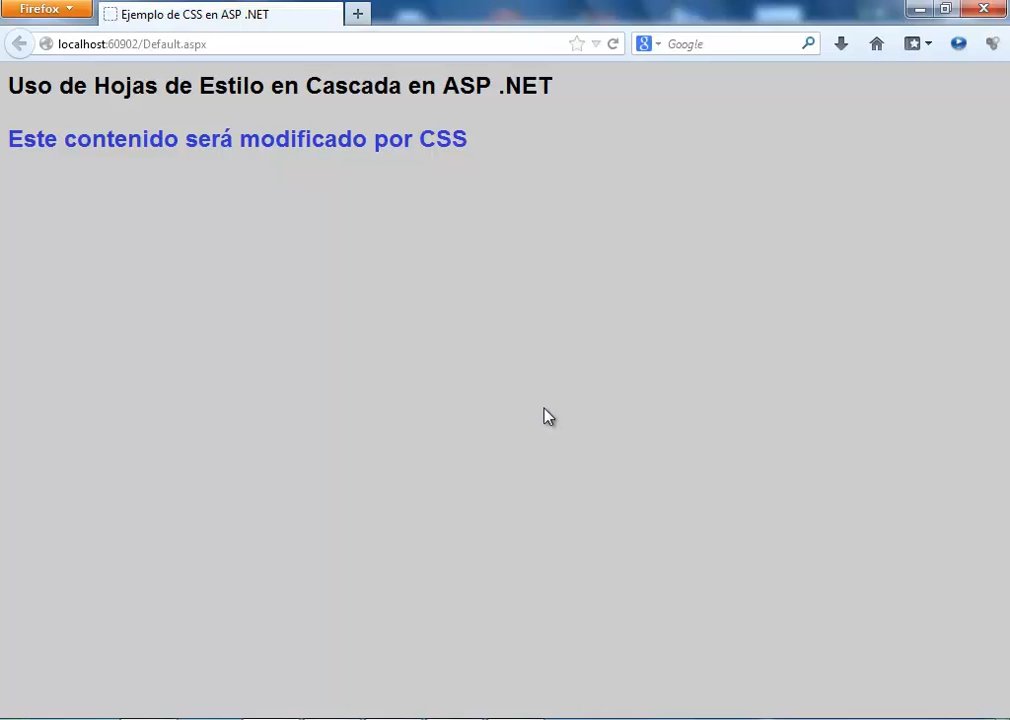 Firefox
Ejemplo de CSS en ASP .NET
localhost:60902/Default.aspx
Google
Uso de Hojas de Estilo en Cascada en ASP .NET
Este contenido será modificado por CSS